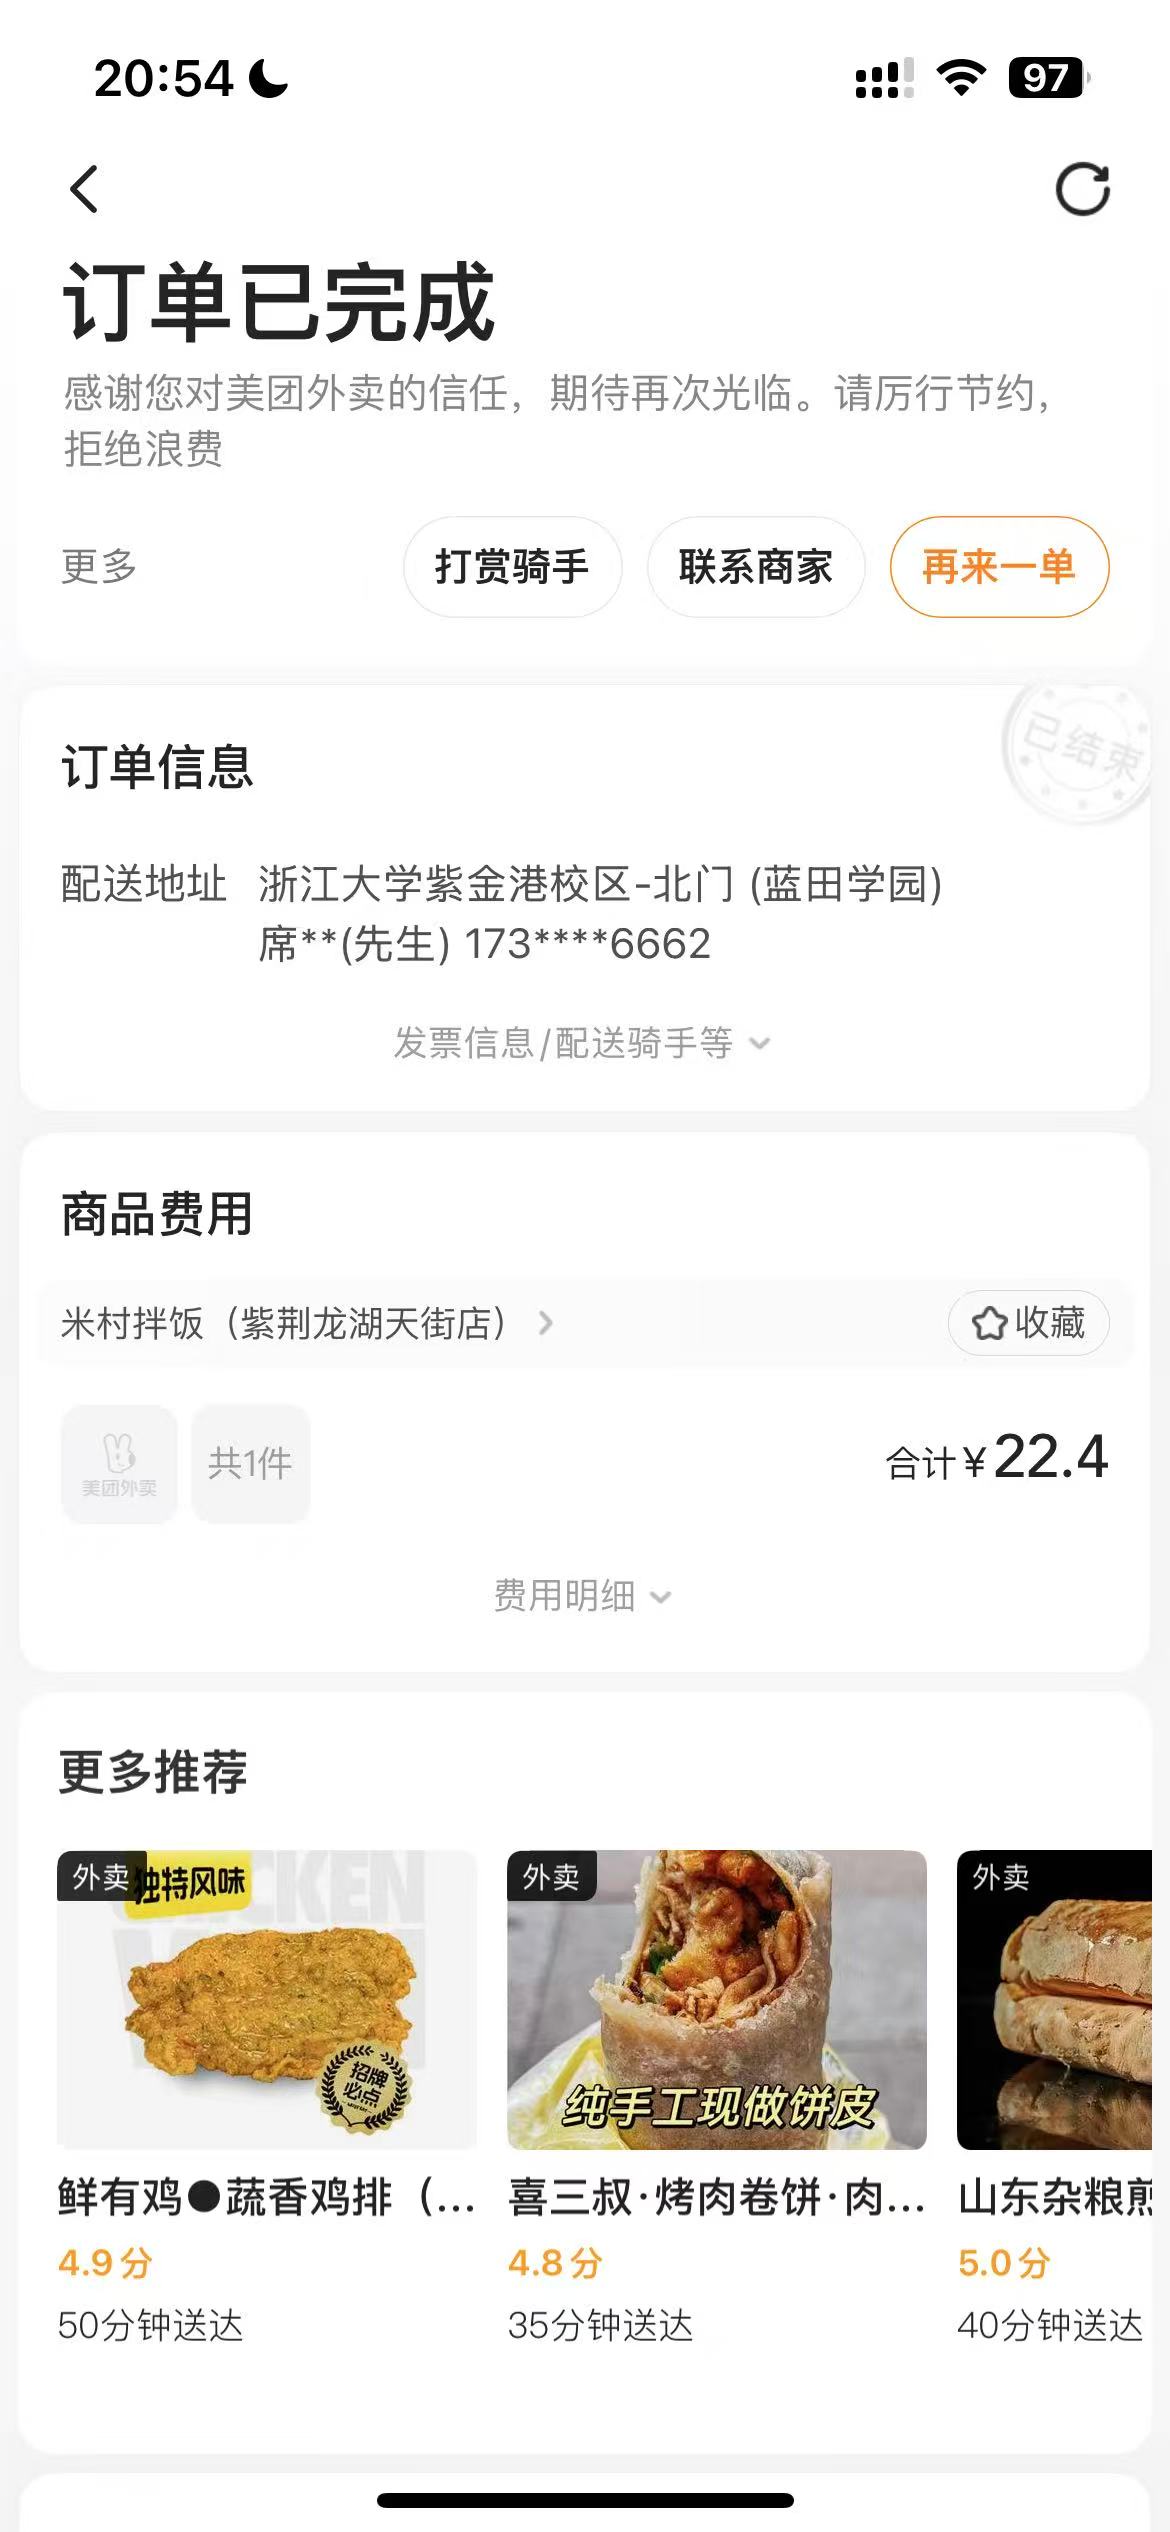 20:54
97
订单已完成
感谢您对美团外卖的信任，期待再次光临。请厉行节约，
拒绝浪费
更多
打赏骑手
联系商家
再来一单
已结束
订单信息
配送地址 浙江大学紫金港校区-北门 (蓝田学园)
席**(先生) 173****6662
发票信息/配送骑手等
商品费用
米村拌饭（紫荆龙湖天街店）
收藏
美团外卖
共1件
合计¥22.4
费用明细
更多推荐
外卖
独特风味
招牌
必点
外卖
纯手工现做饼皮
外卖
鲜有鸡●蔬香鸡排（...
喜三叔·烤肉卷饼·肉...
山东杂粮煎
4.9分
4.8分
5.0分
50分钟送达
35分钟送达
40分钟送达